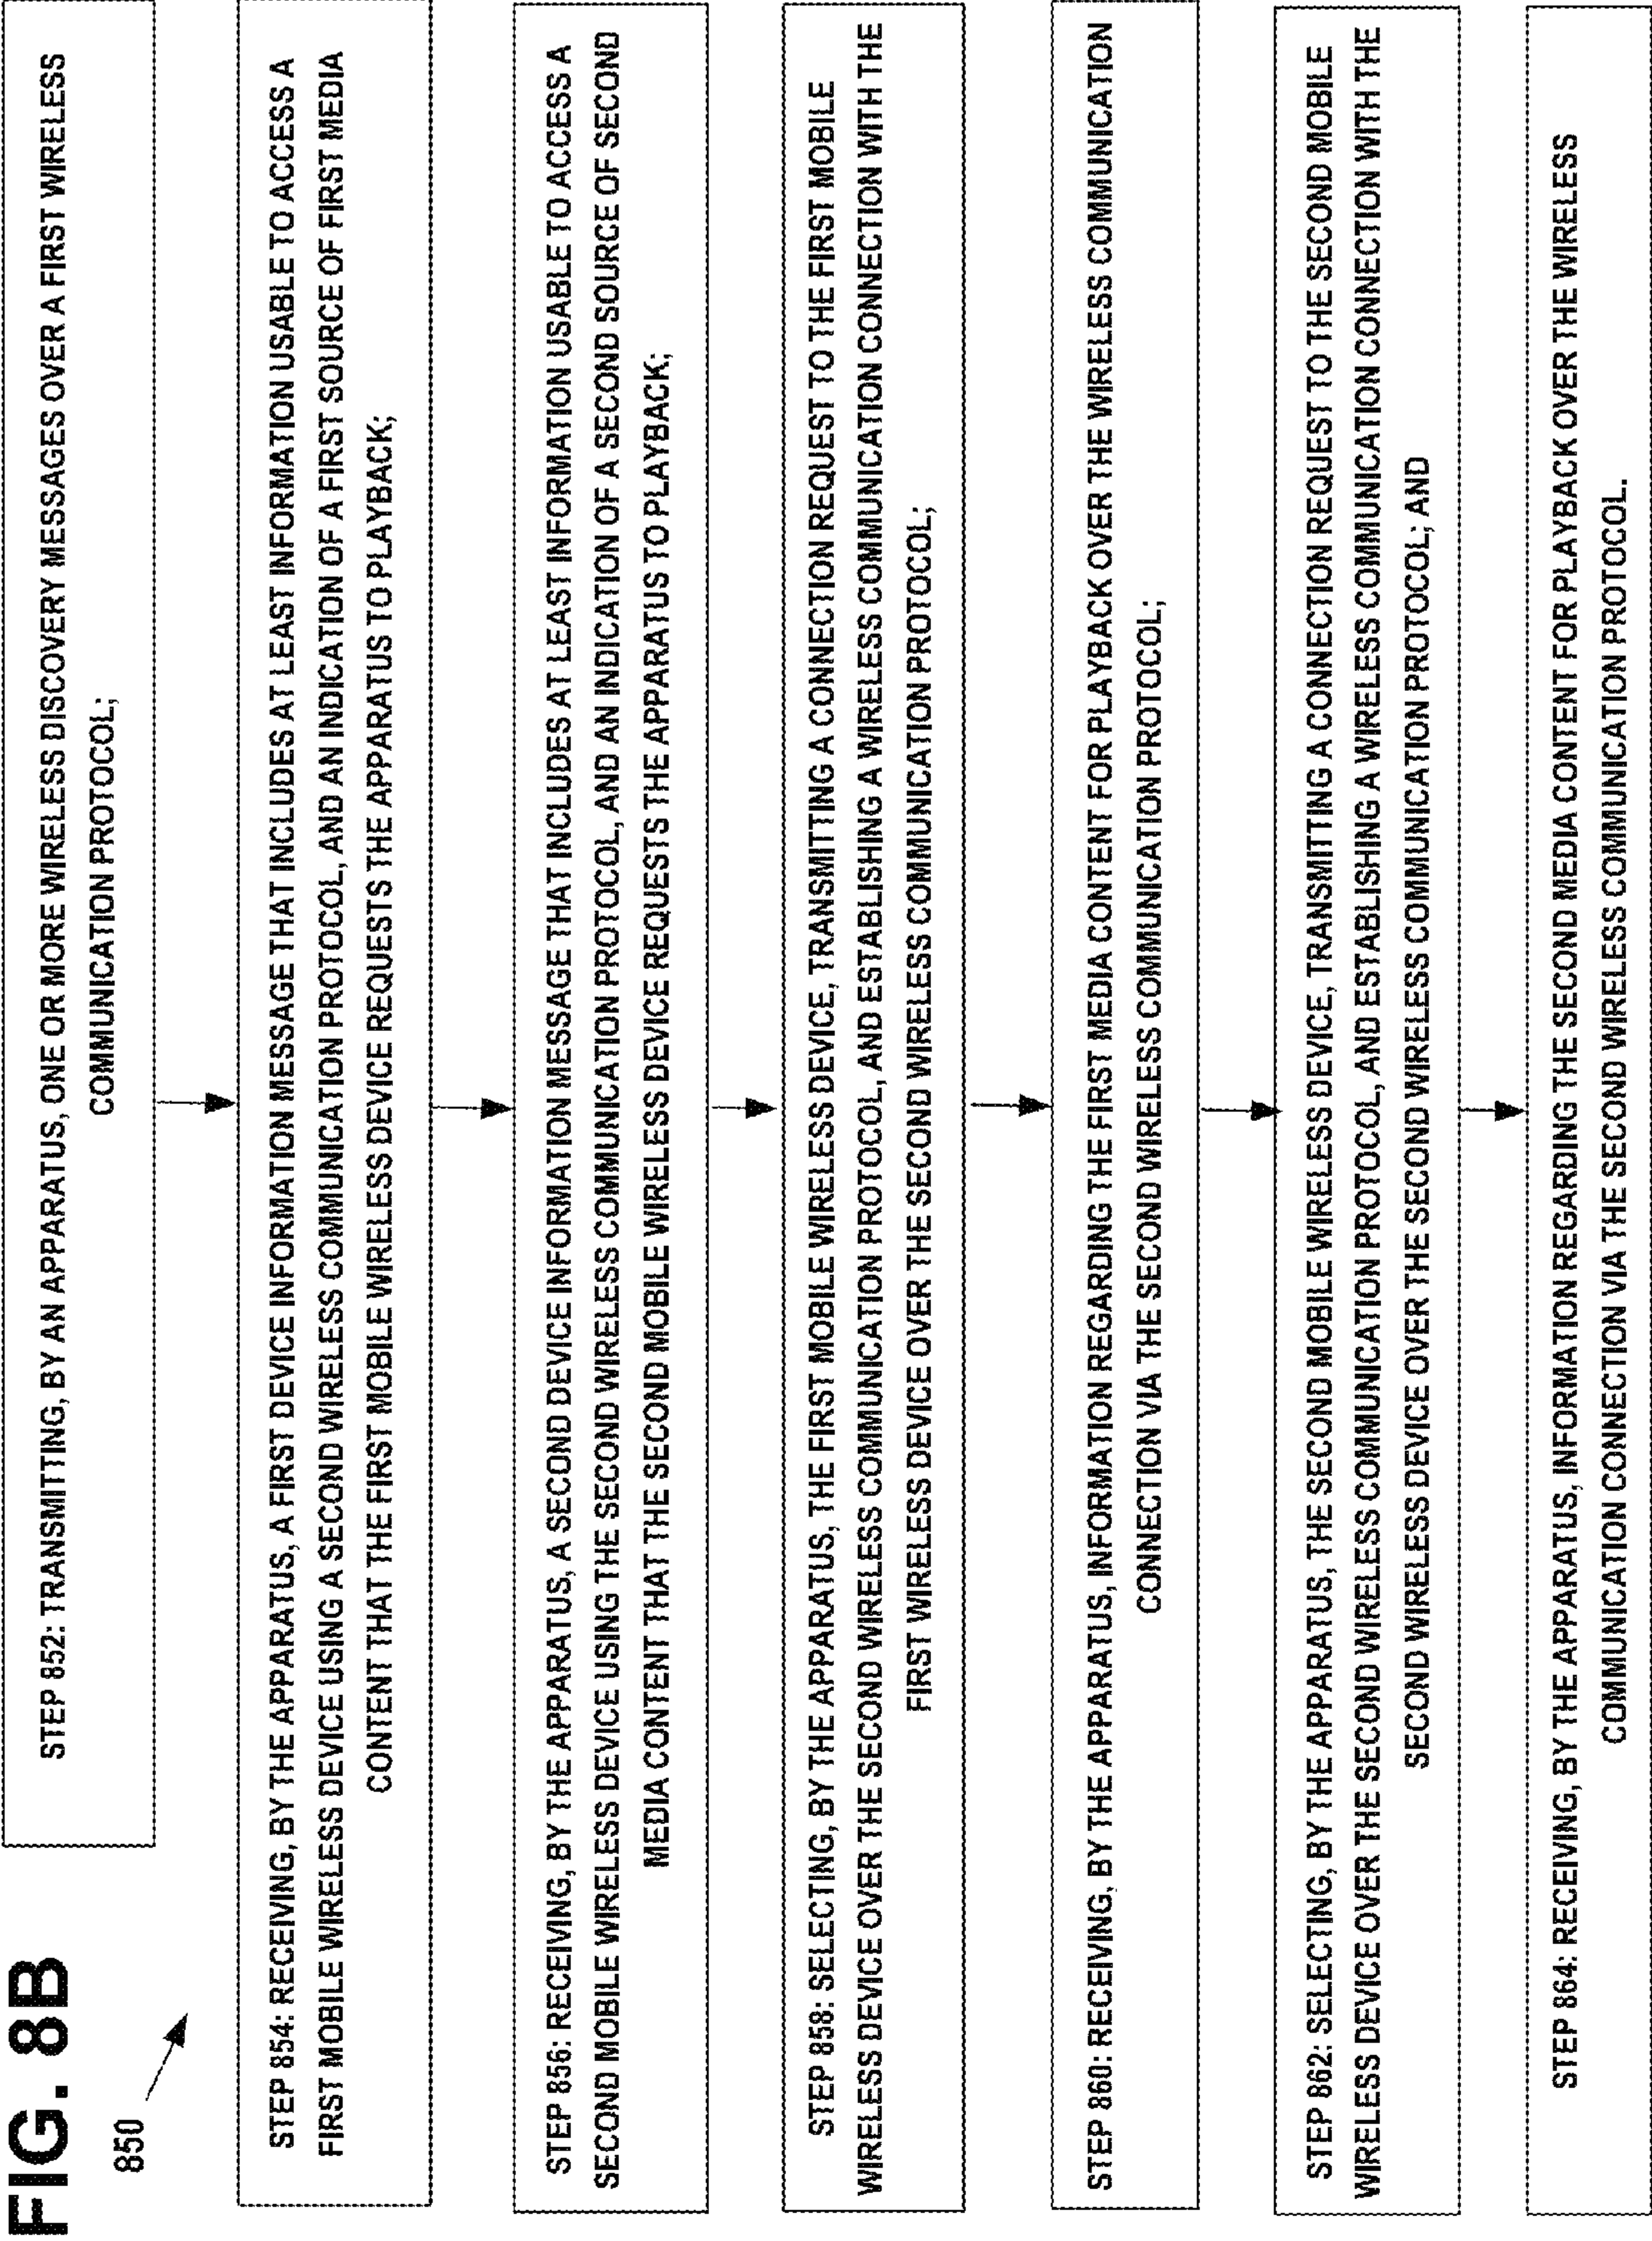 FIG. 8B
850
STEP 852: TRANSMITTING, BY AN APPARATUS, ONE OR MORE WIRELESS DISCOVERY MESSAGES OVER A FIRST WIRELESS
COMMUNICATION PROTOCOL;
STEP 854: RECEIVING, BY THE APPARATUS, A FIRST DEVICE INFORMATION MESSAGE THAT INCLUDES AT LEAST INFORMATION USABLE TO ACCESS A
FIRST MOBILE WIRELESS DEVICE USING A SECOND WIRELESS COMMUNICATION PROTOCOL, AND AN INDICATION OF A FIRST SOURCE OF FIRST MEDIA
CONTENT THAT THE FIRST MOBILE WIRELESS DEVICE REQUESTS THE APPARATUS TO PLAYBACK;
STEP 856: RECEIVING, BY THE APPARATUS, A SECOND DEVICE INFORMATION MESSAGE THAT INCLUDES AT LEAST INFORMATION USABLE TO ACCESS A
SECOND MOBILE WIRELESS DEVICE USING THE SECOND WIRELESS COMMUNICATION PROTOCOL, AND AN INDICATION OF A SECOND SOURCE OF SECOND
MEDIA CONTENT THAT THE SECOND MOBILE WIRELESS DEVICE REQUESTS THE APPARATUS TO PLAYBACK;
STEP 858: SELECTING, BY THE APPARATUS, THE FIRST MOBILE WIRELESS DEVICE, TRANSMITTING A CONNECTION REQUEST TO THE FIRST MOBILE
WIRELESS DEVICE OVER THE SECOND WIRELESS COMMUNICATION PROTOCOL, AND ESTABLISHING A WIRELESS COMMUNICATION CONNECTION WITH THE
FIRST WIRELESS DEVICE OVER THE SECOND WIRELESS COMMUNICATION PROTOCOL;
STEP 860: RECEIVING, BY THE APPARATUS, INFORMATION REGARDING THE FIRST MEDIA CONTENT FOR PLAYBACK OVER THE WIRELESS COMMUNICATION
CONNECTION VIA THE SECOND WIRELESS COMMUNICATION PROTOCOL;
STEP 862: SELECTING, BY THE APPARATUS, THE SECOND MOBILE WIRELESS DEVICE, TRANSMITTING A CONNECTION REQUEST TO THE SECOND MOBILE
WIRELESS DEVICE OVER THE SECOND WIRELESS COMMUNICATION PROTOCOL, AND ESTABLISHING A WIRELESS COMMUNICATION CONNECTION WITH THE
SECOND WIRELESS DEVICE OVER THE SECOND WIRELESS COMMUNICATION PROTOCOL; AND
STEP 864: RECEIVING, BY THE APPARATUS, INFORMATION REGARDING THE SECOND MEDIA CONTENT FOR PLAYBACK OVER THE WIRELESS
COMMUNICATION CONNECTION VIA THE SECOND WIRELESS COMMUNICATION PROTOCOL.